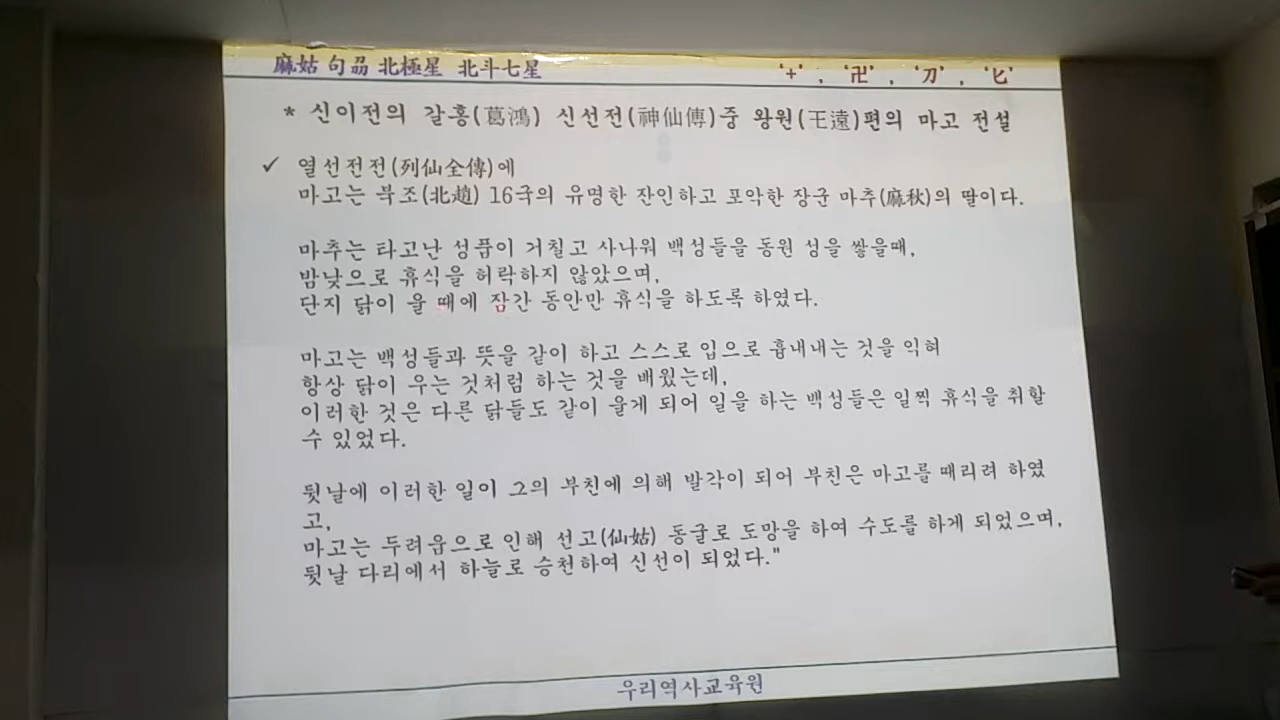 麻姑 句茘 北極星 北斗七星
'+', '卍', '刀', '匕'
* 신이전의 갈홍(葛鴻) 신선전(神仙傳)중 왕원(王遠)편의 마고 전설
✓ 열선전전(列仙全傳)에
마고는 북조(北趙) 16국의 유명한 잔인하고 포악한 장군 마추(麻秋)의 딸이다.
마추는 타고난 성품이 거칠고 사나워 백성들을 동원 성을 쌓을때,
밤낮으로 휴식을 허락하지 않았으며,
단지 닭이 울 때에 잠간 동안만 휴식을 하도록 하였다.
마고는 백성들과 뜻을 같이 하고 스스로 입으로 흉내내는 것을 익혀
항상 닭이 우는 것처럼 하는 것을 배웠는데,
이러한 것은 다른 닭들도 같이 울게 되어 일을 하는 백성들은 일찍 휴식을 취할
수 있었다.
뒷날에 이러한 일이 그의 부친에 의해 발각이 되어 부친은 마고를 때리려 하였
고,
마고는 두려움으로 인해 선고(仙姑) 동굴로 도망을 하여 수도를 하게 되었으며,
뒷날 다리에서 하늘로 승천하여 신선이 되었다."
우리역사교육원